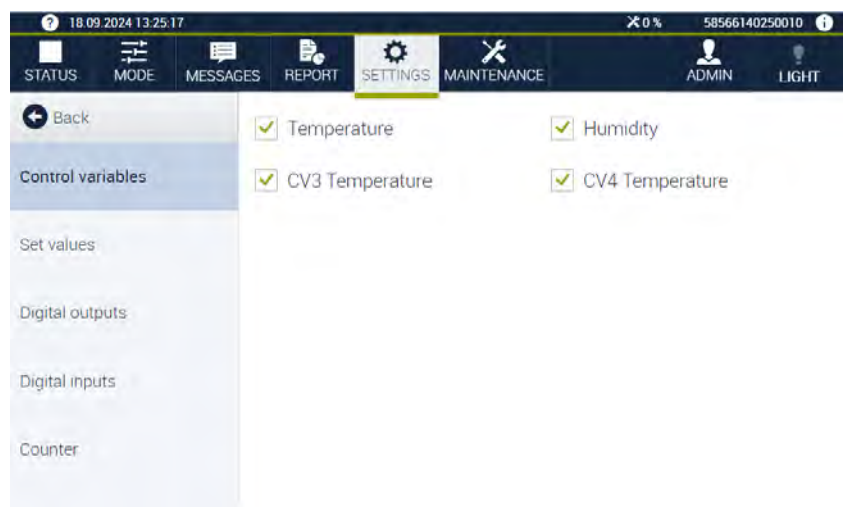 ? 18.09.2024 13:25:17 0 % 58566140250010 i
STATUS MODE MESSAGES REPORT SETTINGS MAINTENANCE ADMIN LIGHT
Back
Temperature Humidity
Control variables
CV3 Temperature CV4 Temperature
Set values
Digital outputs
Digital inputs
Counter